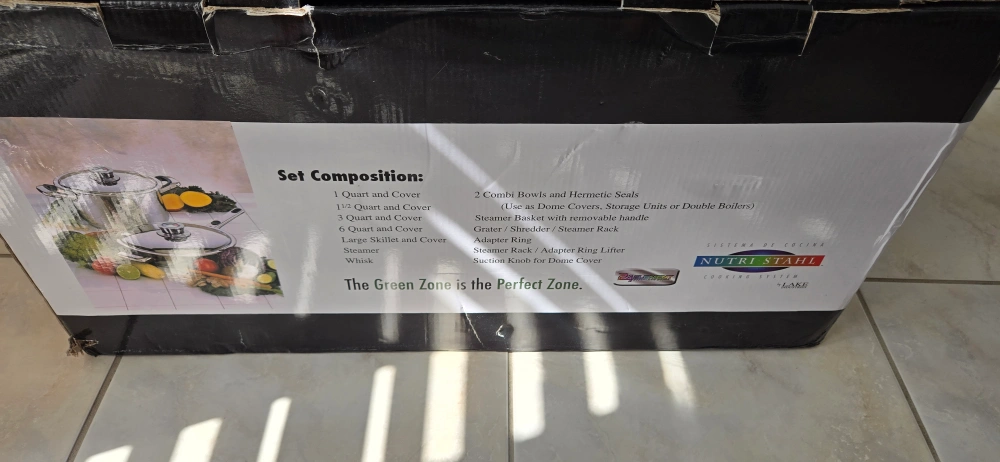 Set Composition:
1 Quart and Cover
1 1/2 Quart and Cover
3 Quart and Cover
6 Quart and Cover
Large Skillet and Cover
Steamer
Whisk
2 Combi Bowls and Hermetic Seals
(Use as Dome Covers, Storage Units or Double Boilers)
Steamer Basket with removable handle
Grater / Shredder / Steamer Rack
Adapter Ring
Steamer Rack / Adapter Ring Lifter
Suction Knob for Dome Cover
The Green Zone is the Perfect Zone.
SISTEMA DE COCINA
NUTRI STAHL
COOKING SYSTEM
by LAKE